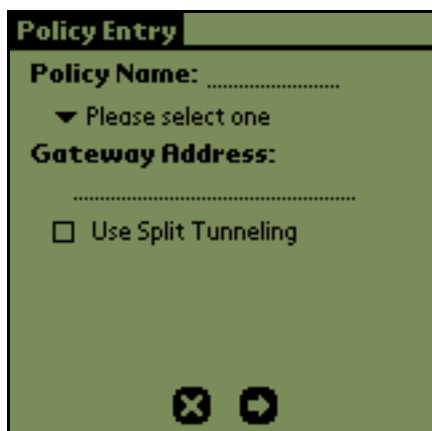 Policy Entry
Policy Name:
Please select one
Gateway Address:
Use Split Tunneling